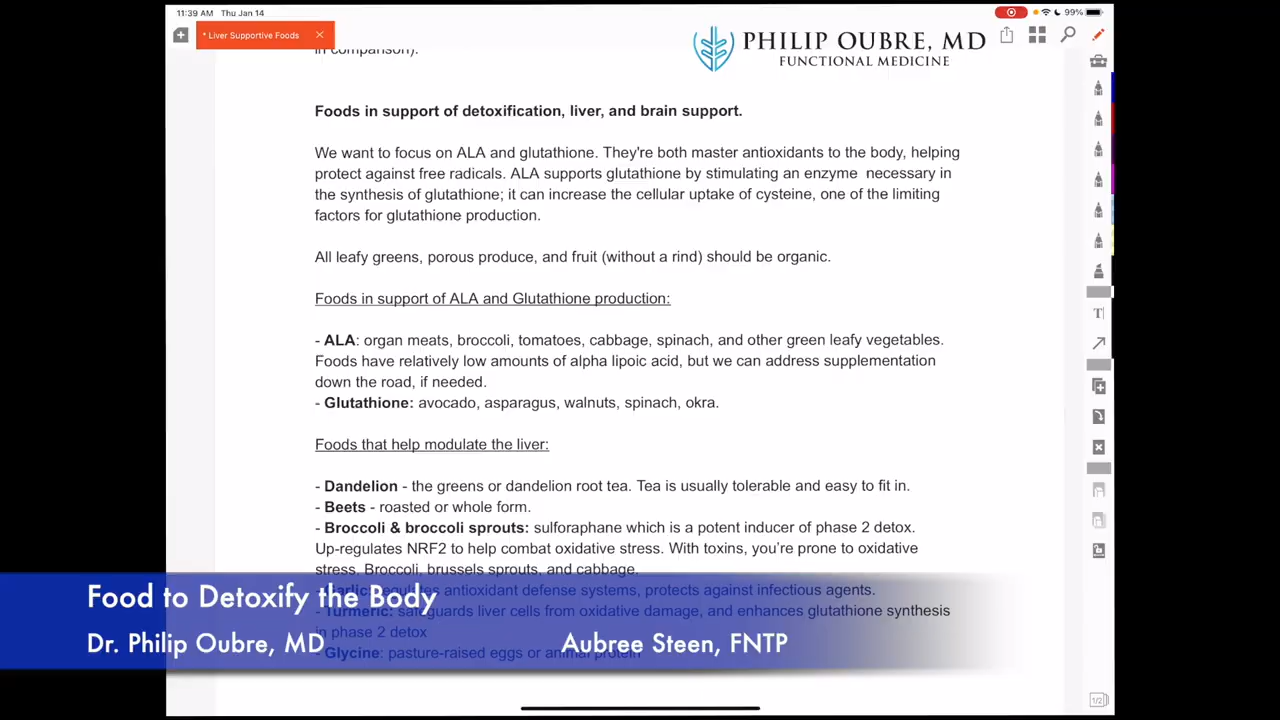 11:39 AM Thu Jan 14
99%
* Liver Supportive Foods
in comparison).
PHILIP OUBRE, MD
FUNCTIONAL MEDICINE
Foods in support of detoxification, liver, and brain support.
We want to focus on ALA and glutathione. They're both master antioxidants to the body, helping
protect against free radicals. ALA supports glutathione by stimulating an enzyme necessary in
the synthesis of glutathione; it can increase the cellular uptake of cysteine, one of the limiting
factors for glutathione production.
All leafy greens, porous produce, and fruit (without a rind) should be organic.
Foods in support of ALA and Glutathione production:
- ALA: organ meats, broccoli, tomatoes, cabbage, spinach, and other green leafy vegetables.
Foods have relatively low amounts of alpha lipoic acid, but we can address supplementation
down the road, if needed.
- Glutathione: avocado, asparagus, walnuts, spinach, okra.
Foods that help modulate the liver:
- Dandelion - the greens or dandelion root tea. Tea is usually tolerable and easy to fit in.
- Beets - roasted or whole form.
- Broccoli & broccoli sprouts: sulforaphane which is a potent inducer of phase 2 detox.
Up-regulates NRF2 to help combat oxidative stress. With toxins, you're prone to oxidative
stress. Broccoli, brussels sprouts, and cabbage.
- Garlic: regulates antioxidant defense systems, protects against infectious agents.
- Turmeric: safeguards liver cells from oxidative damage, and enhances glutathione synthesis
in phase 2 detox
- Glycine: pasture-raised eggs or animal protein
Food to Detoxify the Body
Dr. Philip Oubre, MD
Aubree Steen, FNTP
T
1/2